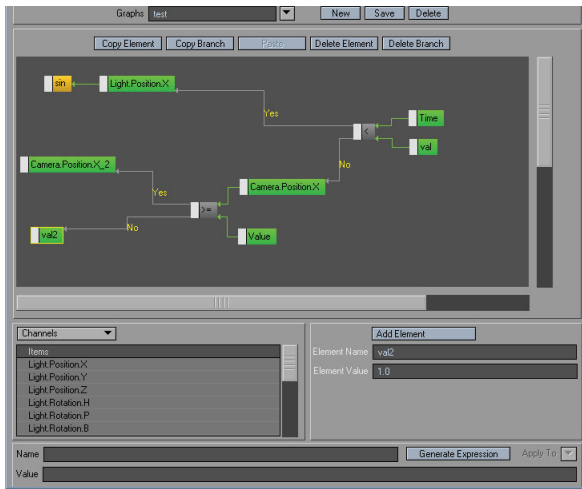 Graphs test New Save Delete
Copy Element Copy Branch Paste Delete Element Delete Branch
sin Light.Position.X
Yes
Time
<
val
No
Camera.Position.X_2
Yes
Camera.Position.X
>=
No
val2
Value
Channels
Items
Light.Position.X
Light.Position.Y
Light.Position.Z
Light.Rotation.H
Light.Rotation.P
Light.Rotation.B
Add Element
Element Name val2
Element Value 1.0
Name Generate Expression Apply To
Value